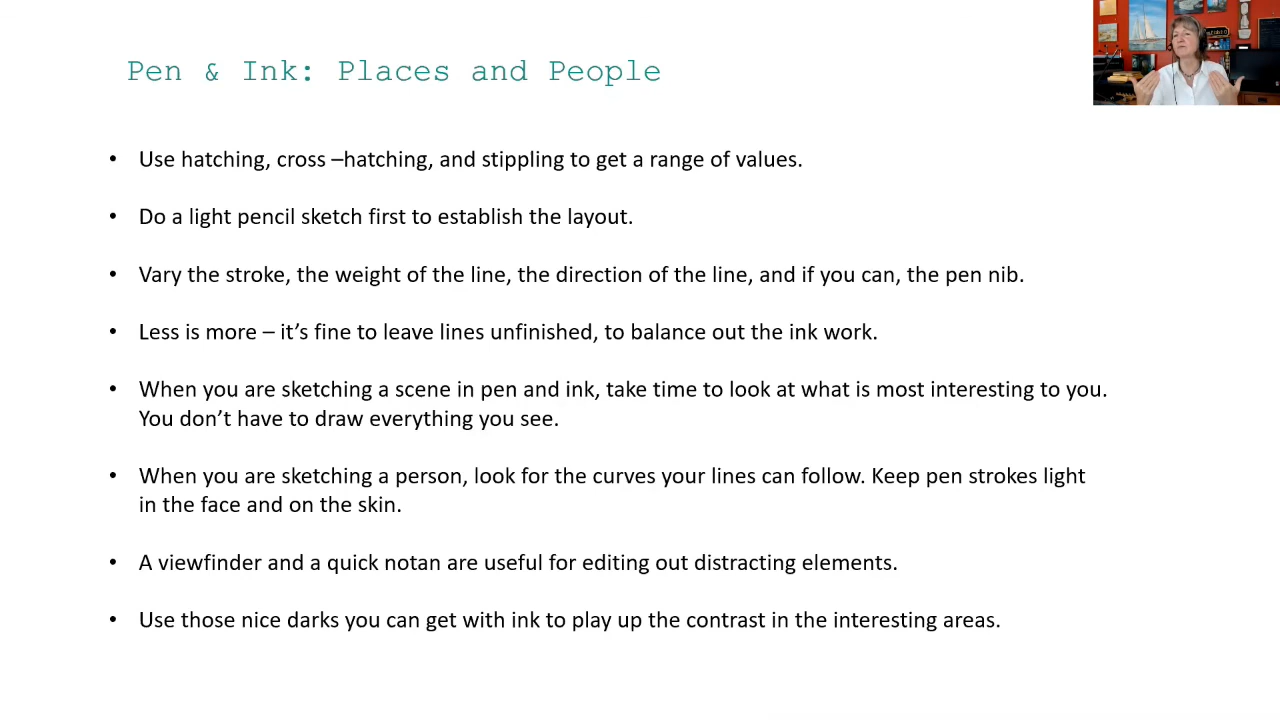 Pen & Ink: Places and People
• Use hatching, cross –hatching, and stippling to get a range of values.
• Do a light pencil sketch first to establish the layout.
• Vary the stroke, the weight of the line, the direction of the line, and if you can, the pen nib.
• Less is more – it’s fine to leave lines unfinished, to balance out the ink work.
• When you are sketching a scene in pen and ink, take time to look at what is most interesting to you.
You don’t have to draw everything you see.
• When you are sketching a person, look for the curves your lines can follow. Keep pen strokes light
in the face and on the skin.
• A viewfinder and a quick notan are useful for editing out distracting elements.
• Use those nice darks you can get with ink to play up the contrast in the interesting areas.